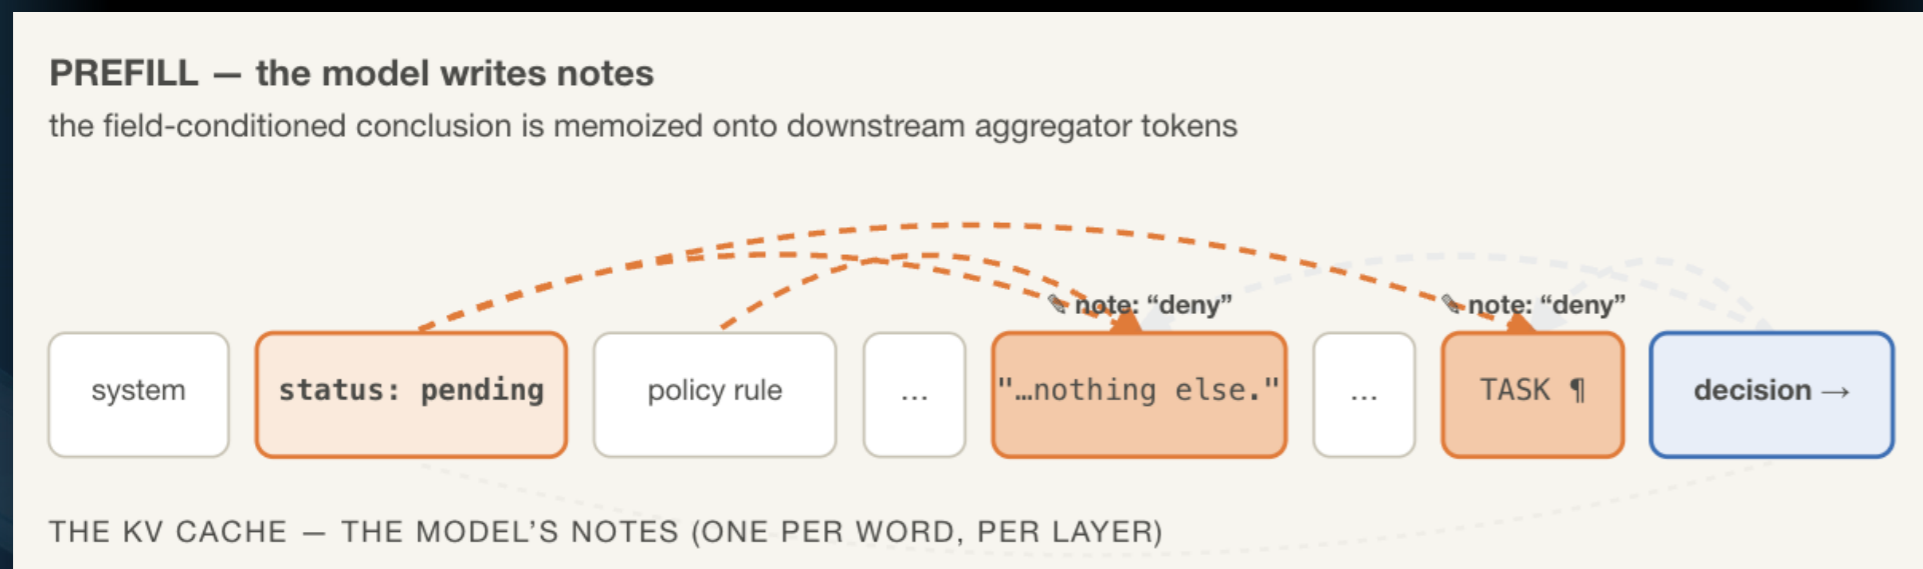 PREFILL — the model writes notes
the field-conditioned conclusion is memoized onto downstream aggregator tokens
✎ note: “deny”
✎ note: “deny”
system
status: pending
policy rule
...
"…nothing else."
...
TASK ¶
decision →
THE KV CACHE — THE MODEL’S NOTES (ONE PER WORD, PER LAYER)